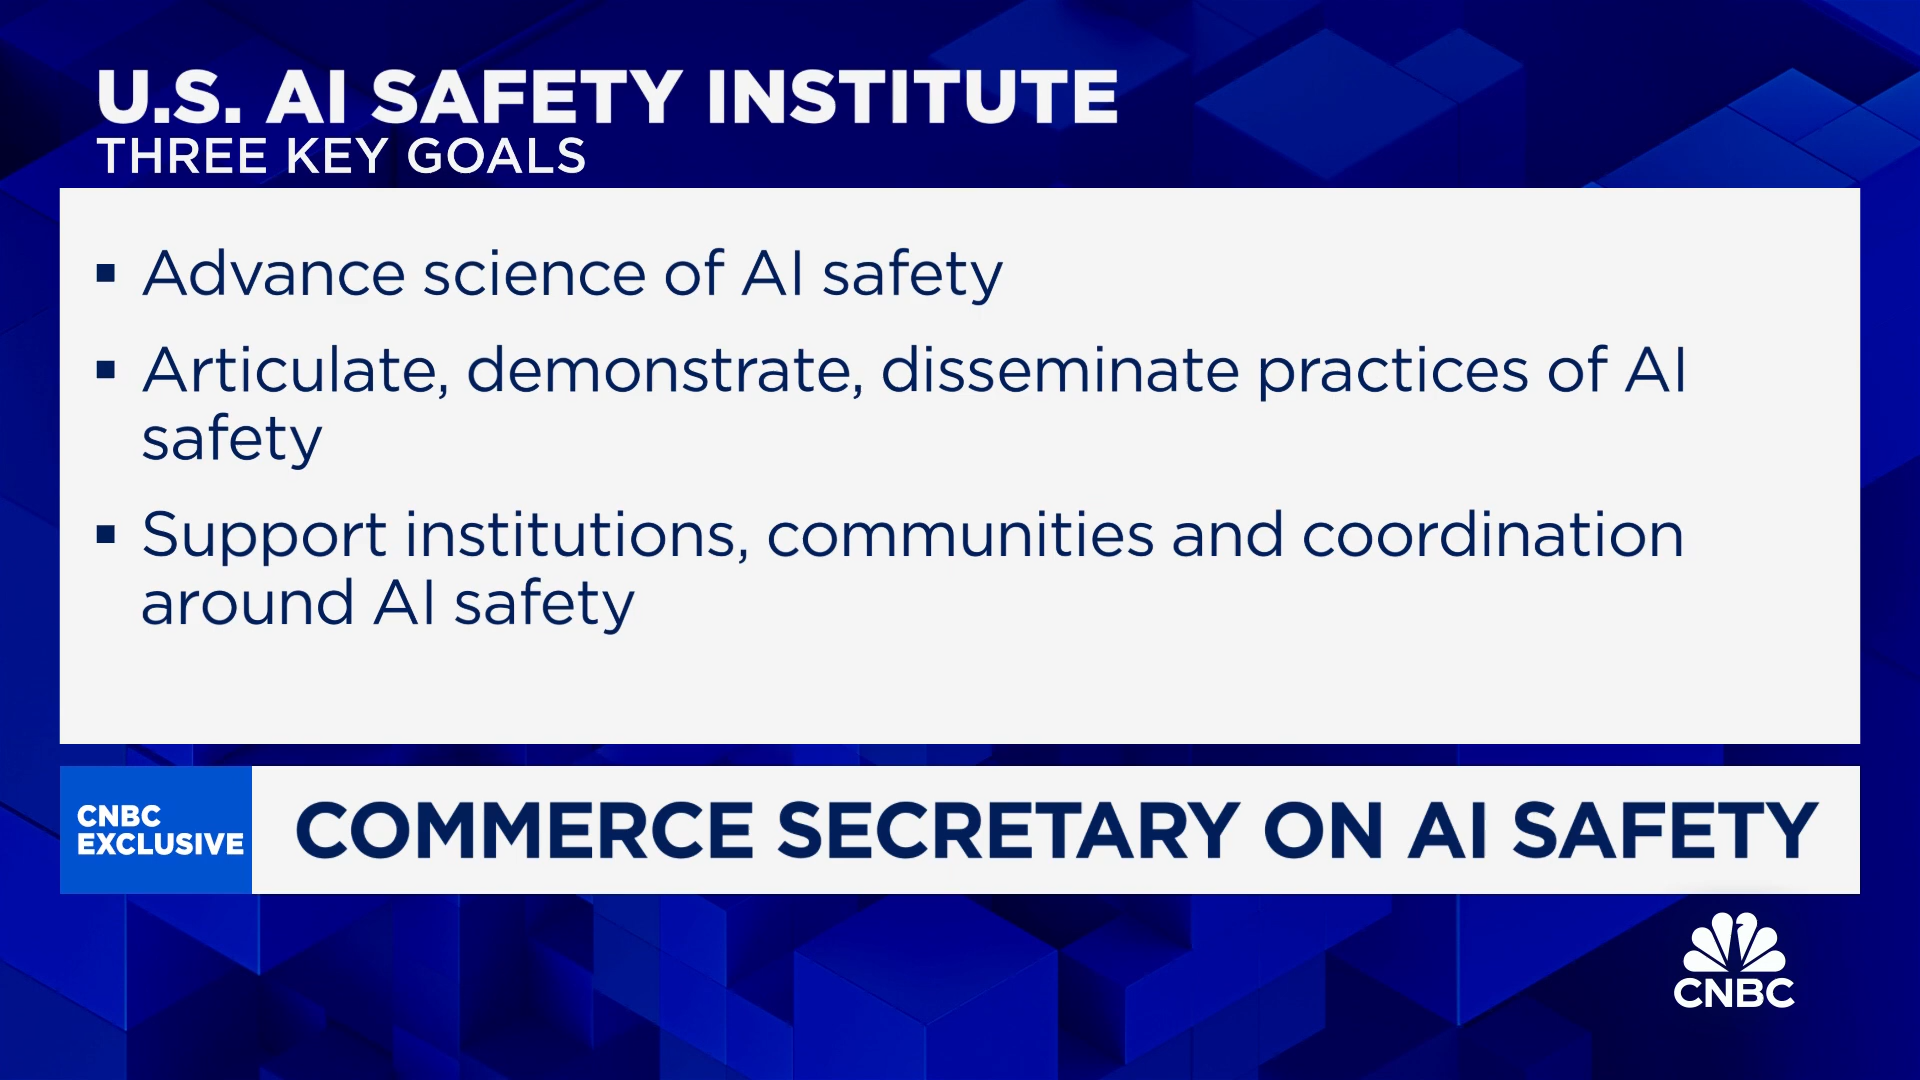 U.S. AI SAFETY INSTITUTE
THREE KEY GOALS
▪ Advance science of AI safety
▪ Articulate, demonstrate, disseminate practices of AI
safety
▪ Support institutions, communities and coordination
around AI safety
CNBC
EXCLUSIVE
COMMERCE SECRETARY ON AI SAFETY
CNBC